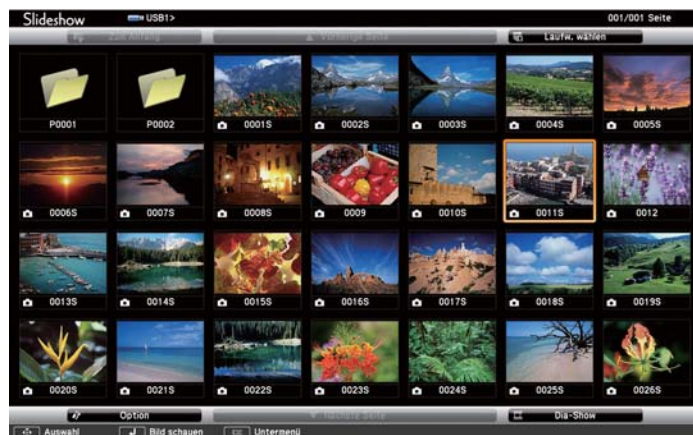 Slideshow USB1> 001/001 Seite
Zum Anfang Vorherige Seite Laufw. wählen
P0001 P0002 0001S 0002S 0003S 0004S 0005S
0006S 0007S 0008S 0009 0010S 0011S 0012
0013S 0014S 0015S 0016S 0017S 0018S 0019S
0020S 0021S 0022S 0023S 0024S 0025S 0026S
Option Nächste Seite Dia-Show
Auswahl Bild schauen Esc Untermenü